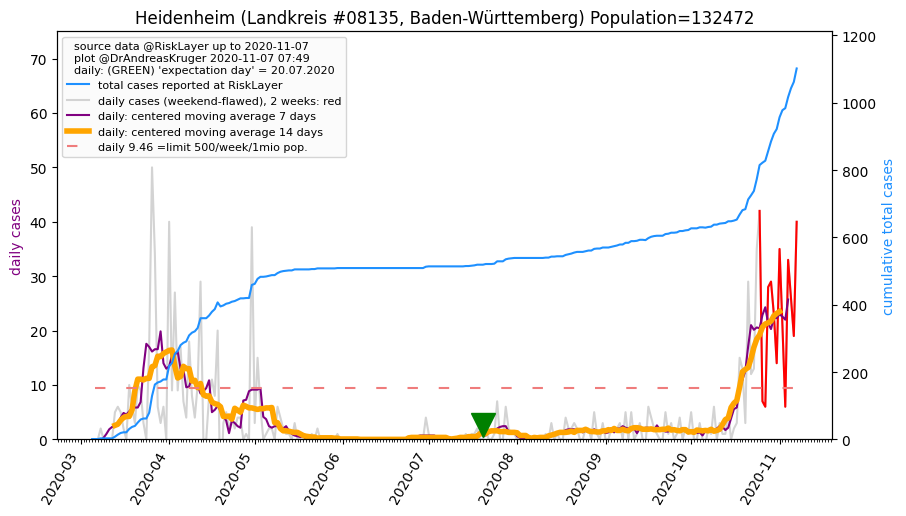 Heidenheim (Landkreis #08135, Baden-Württemberg) Population=132472
source data @RiskLayer up to 2020-11-07
plot @DrAndreasKruger 2020-11-07 07:49
daily: (GREEN) 'expectation day' = 20.07.2020
total cases reported at RiskLayer
daily cases (weekend-flawed), 2 weeks: red
daily: centered moving average 7 days
daily: centered moving average 14 days
daily 9.46 =limit 500/week/1mio pop.
daily cases
70
60
50
40
30
20
10
0
1200
1000
800
600
400
200
0
cumulative total cases
2020-03
2020-04
2020-05
2020-06
2020-07
2020-08
2020-09
2020-10
2020-11